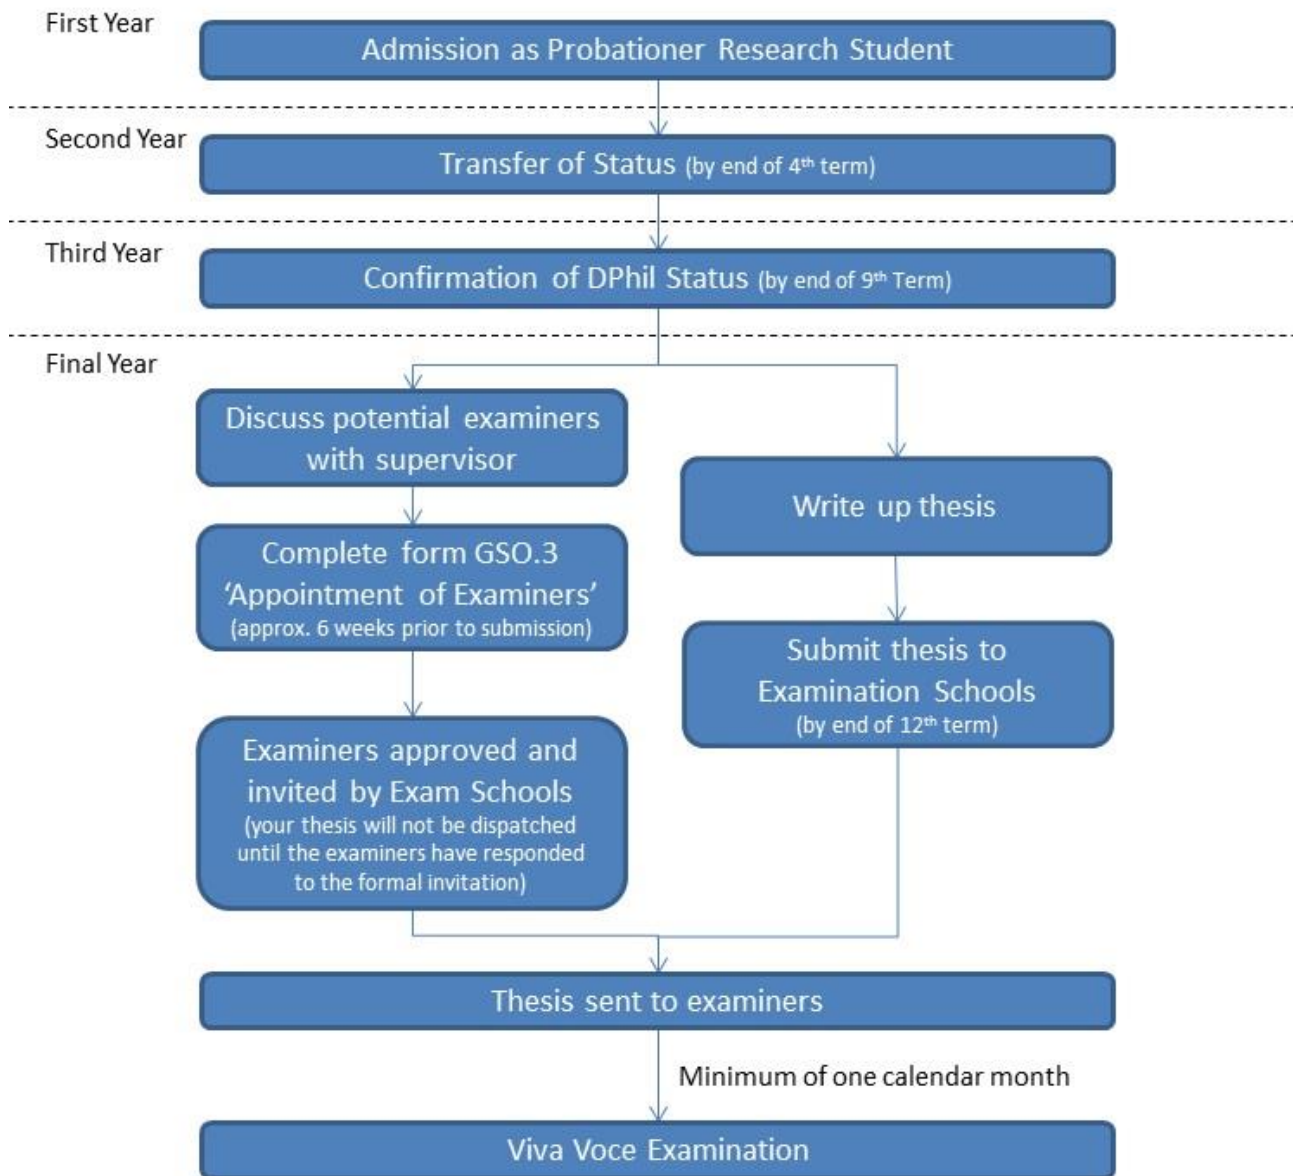 First Year
Admission as Probationer Research Student
Second Year
Transfer of Status (by end of 4th term)
Third Year
Confirmation of DPhil Status (by end of 9th Term)
Final Year
Discuss potential examiners
with supervisor
Complete form GSO.3
‘Appointment of Examiners’
(approx. 6 weeks prior to submission)
Examiners approved and
invited by Exam Schools
(your thesis will not be dispatched
until the examiners have responded
to the formal invitation)
Write up thesis
Submit thesis to
Examination Schools
(by end of 12th term)
Thesis sent to examiners
Minimum of one calendar month
Viva Voce Examination